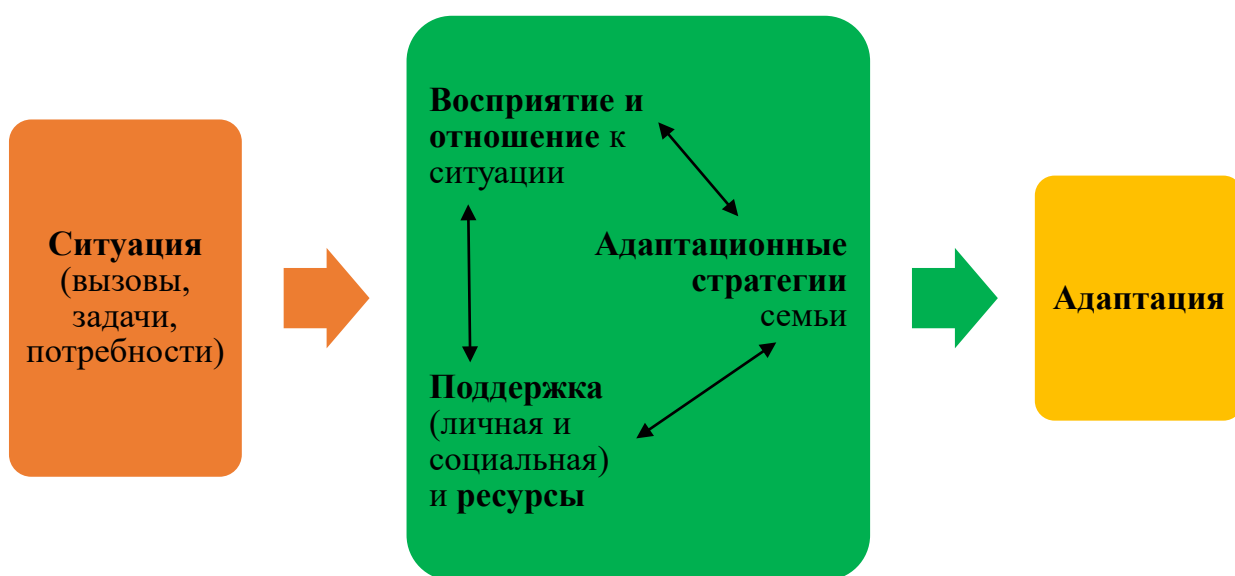 Ситуация
(вызовы,
задачи,
потребности)
Восприятие и
отношение к
ситуации
Адаптационные
стратегии
семьи
Поддержка
(личная и
социальная)
и ресурсы
Адаптация